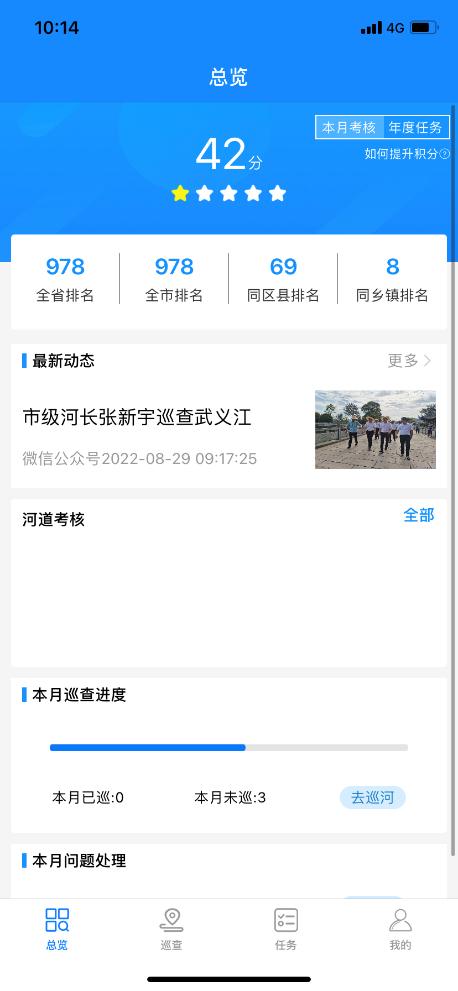 10:14
4G
总览
本月考核 年度任务
如何提升积分?
42分
978 978 69 8
全省排名 全市排名 同区县排名 同乡镇排名
最新动态 更多
市级河长张新宇巡查武义江
微信公众号2022-08-29 09:17:25
河道考核 全部
本月巡查进度
本月已巡:0 本月未巡:3 去巡河
本月问题处理
总览 巡查 任务 我的